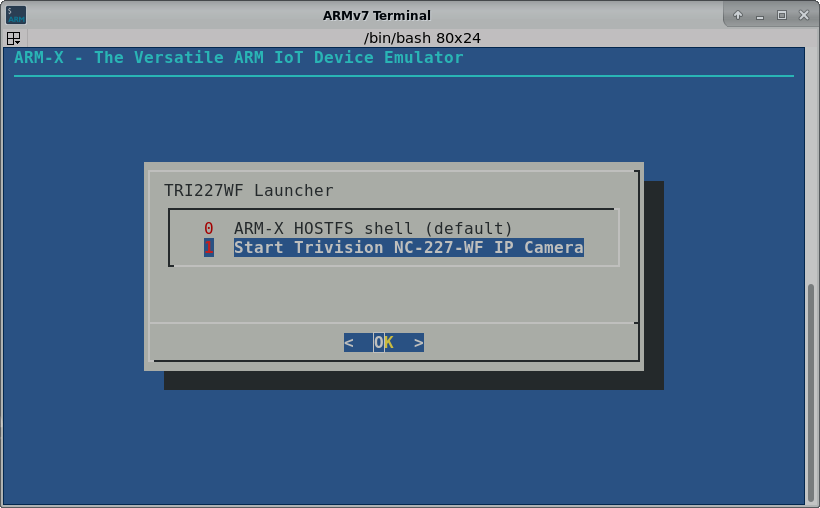 S
ARM
ARMv7 Terminal
/bin/bash 80x24
ARM-X - The Versatile ARM IoT Device Emulator
TRI227WF Launcher
0 ARM-X HOSTFS shell (default)
1 Start Trivision NC-227-WF IP Camera
< OK >